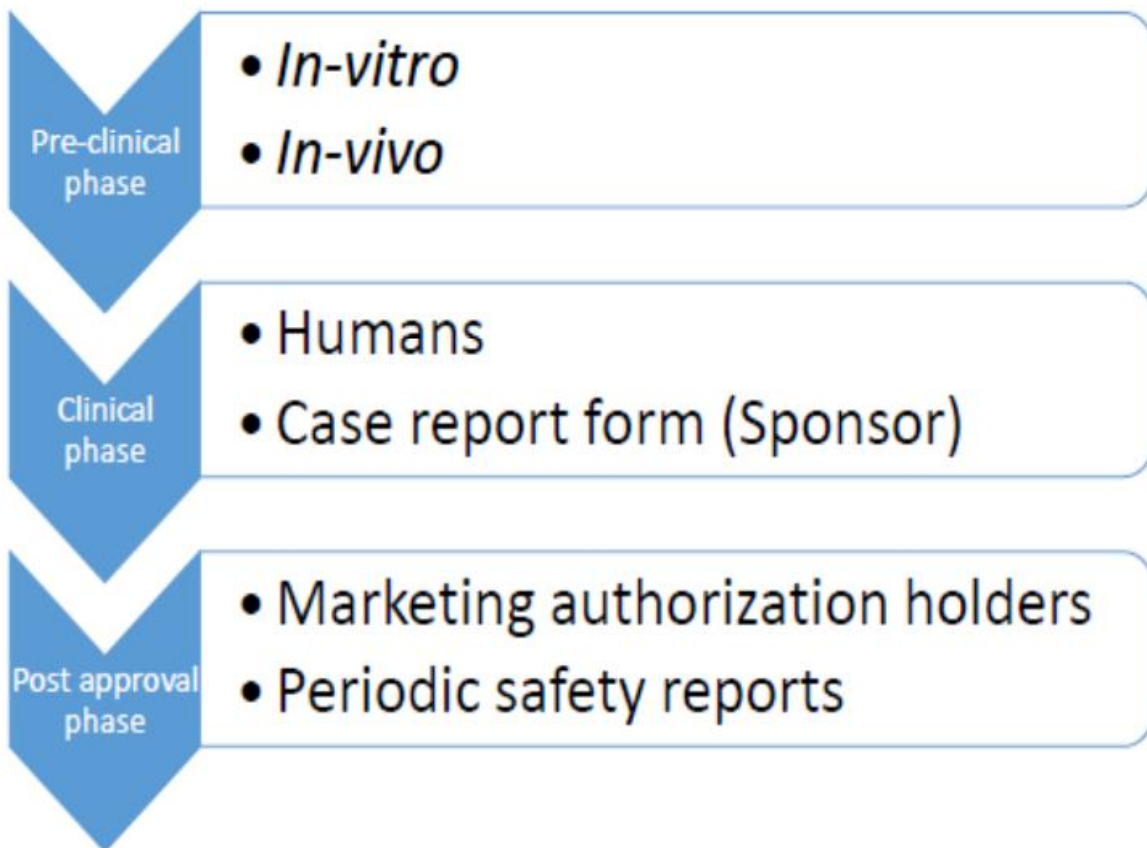 Pre-clinical
phase
• In-vitro
• In-vivo
Clinical
phase
• Humans
• Case report form (Sponsor)
Post approval
phase
• Marketing authorization holders
• Periodic safety reports